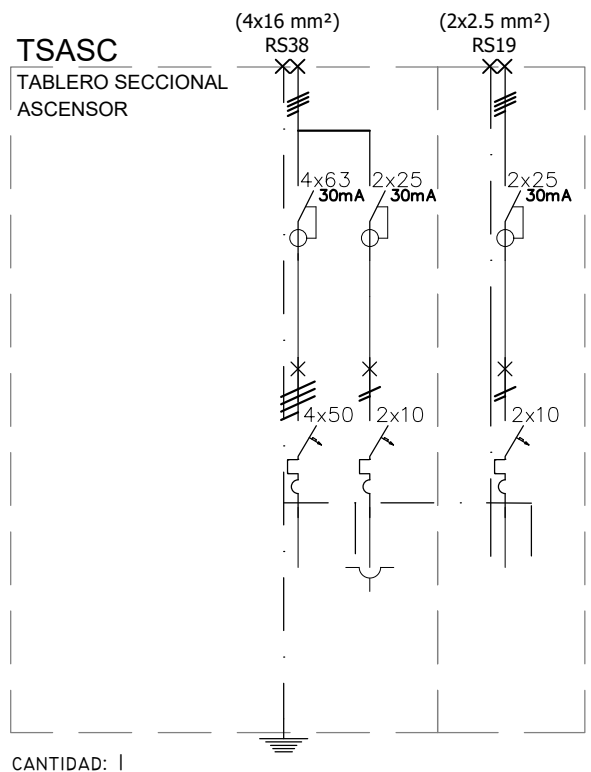 (4x16 mm²)
RS38
(2x2.5 mm²)
RS19
TSASC
TABLERO SECCIONAL
ASCENSOR
4x63
30mA
2x25
30mA
2x25
30mA
4x50
2x10
2x10
CANTIDAD: 1